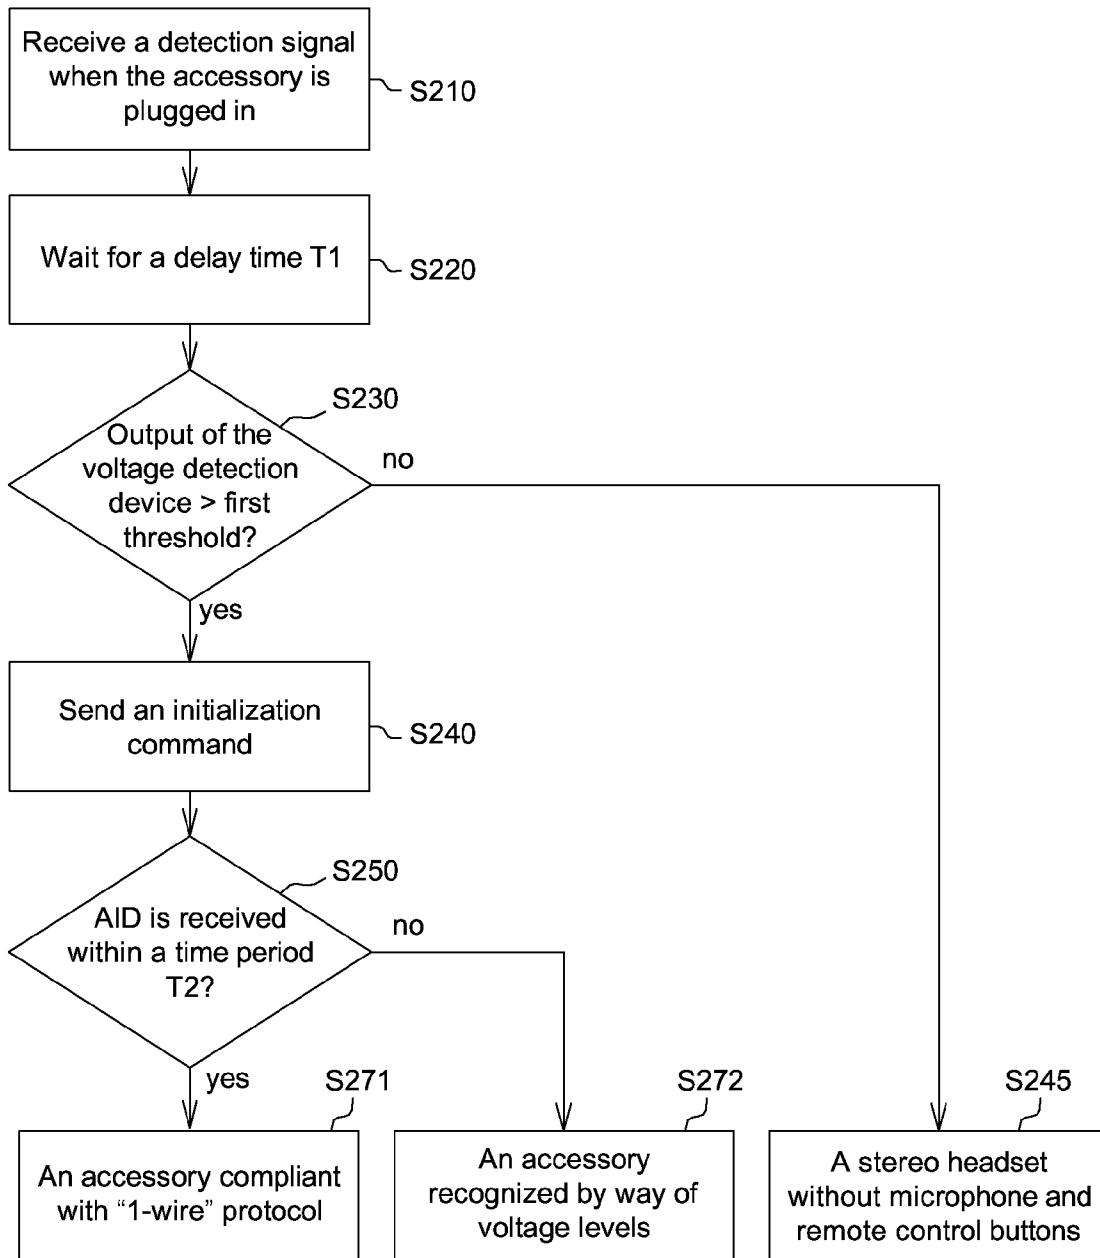 Receive a detection signal
when the accessory is
plugged in
S210
Wait for a delay time T1
S220
S230
Output of the
voltage detection
device > first
threshold?
no
yes
Send an initialization
command
S240
S250
AID is received
within a time period
T2?
no
yes
S271
An accessory compliant
with “1-wire” protocol
S272
An accessory
recognized by way of
voltage levels
S245
A stereo headset
without microphone and
remote control buttons